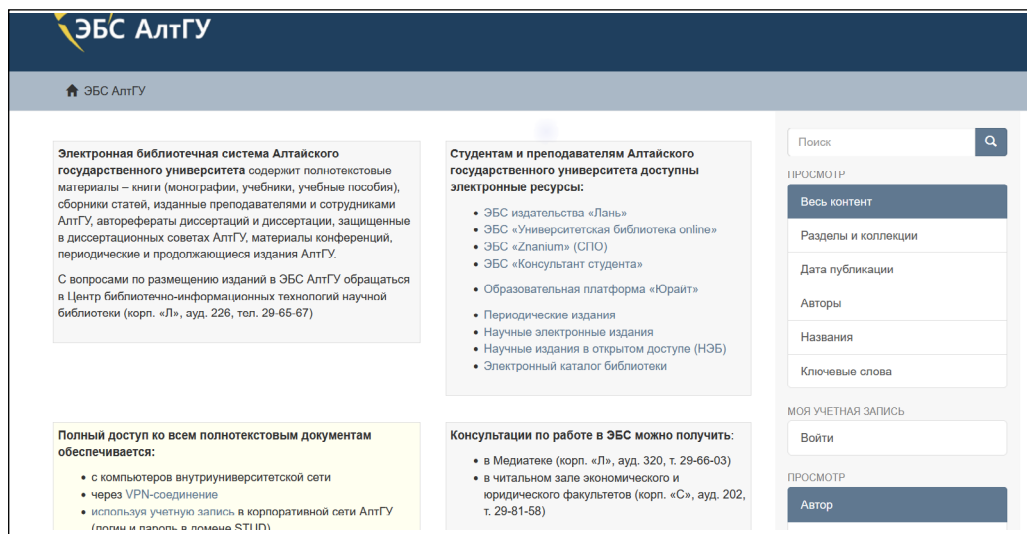 ЭБС АлтГУ
ЭБС АлтГУ
Электронная библиотечная система Алтайского
государственного университета содержит полнотекстовые
материалы – книги (монографии, учебники, учебные пособия),
сборники статей, изданные преподавателями и сотрудниками
АлтГУ, авторефераты диссертаций и диссертации, защищенные
в диссертационных советах АлтГУ, материалы конференций,
периодические и продолжающиеся издания АлтГУ.
С вопросами по размещению изданий в ЭБС АлтГУ обращаться
в Центр библиотечно-информационных технологий научной
библиотеки (корп. «Л», ауд. 226, тел. 29-65-67)
Студентам и преподавателям Алтайского
государственного университета доступны
электронные ресурсы:
• ЭБС издательства «Лань»
• ЭБС «Университетская библиотека online»
• ЭБС «Znanium» (СПО)
• ЭБС «Консультант студента»
• Образовательная платформа «Юрайт»
• Периодические издания
• Научные электронные издания
• Научные издания в открытом доступе (НЭБ)
• Электронный каталог библиотеки
Полный доступ ко всем полнотекстовым документам
обеспечивается:
• с компьютеров внутриуниверситетской сети
• через VPN-соединение
• используя учетную запись в корпоративной сети АлтГУ
(логин и пароль в домене STUD)
Консультации по работе в ЭБС можно получить:
• в Медиатеке (корп. «Л», ауд. 320, т. 29-66-03)
• в читальном зале экономического и
юридического факультетов (корп. «С», ауд. 202,
т. 29-81-58)
Поиск
ПРОСМОТР
Весь контент
Разделы и коллекции
Дата публикации
Авторы
Названия
Ключевые слова
МОЯ УЧЕТНАЯ ЗАПИСЬ
Войти
ПРОСМОТР
Автор